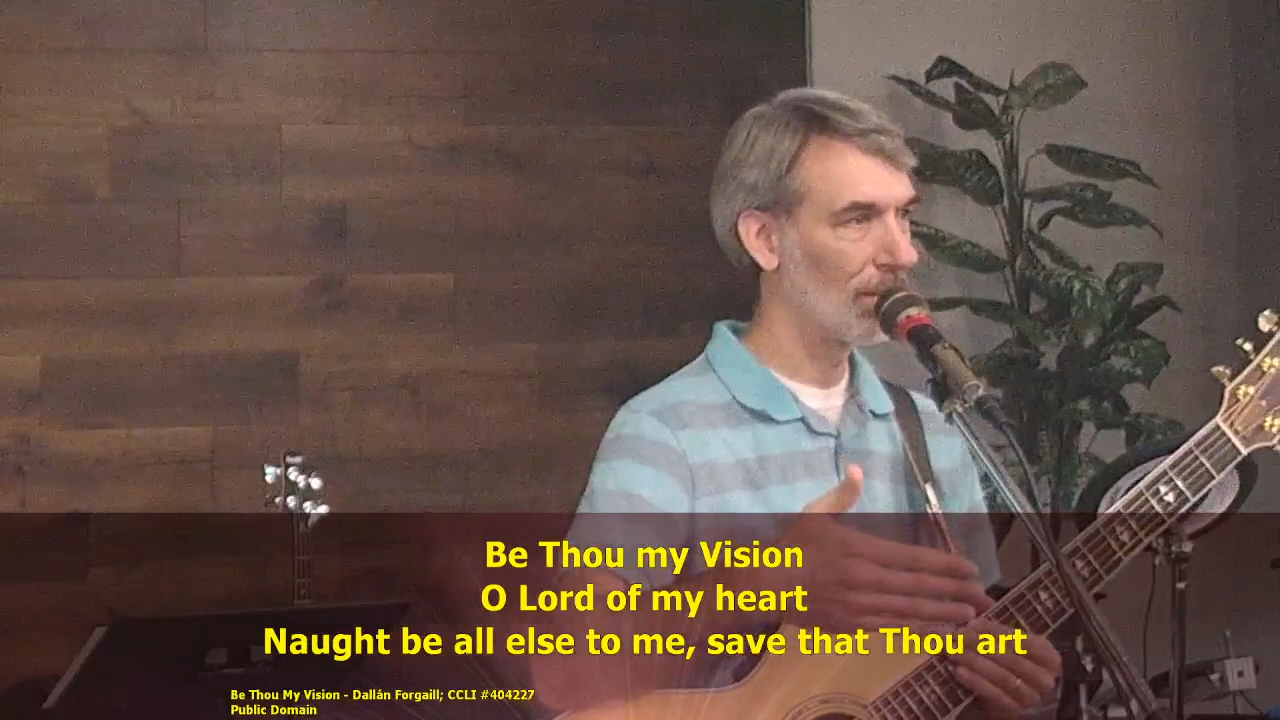 Be Thou my Vision
O Lord of my heart
Naught be all else to me, save that Thou art
Be Thou My Vision - Dallán Forgaill; CCLI #404227
Public Domain